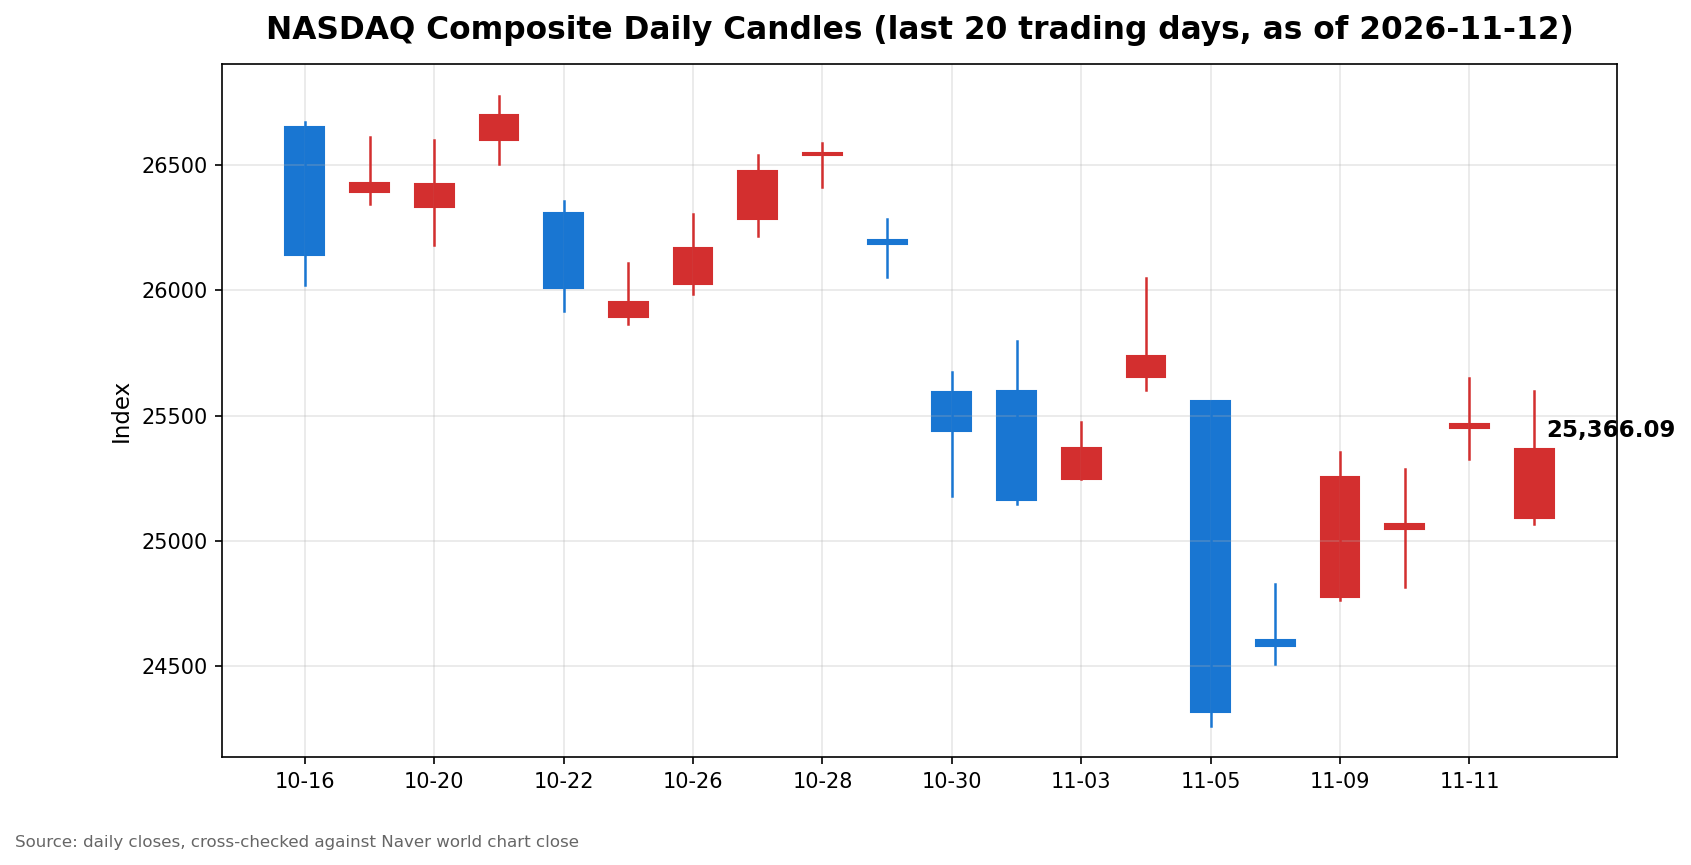 NASDAQ Composite Daily Candles (last 20 trading days, as of 2026-11-12)
Index
26500
26000
25500
25000
24500
25,366.09
10-16 10-20 10-22 10-26 10-28 10-30 11-03 11-05 11-09 11-11
Source: daily closes, cross-checked against Naver world chart close